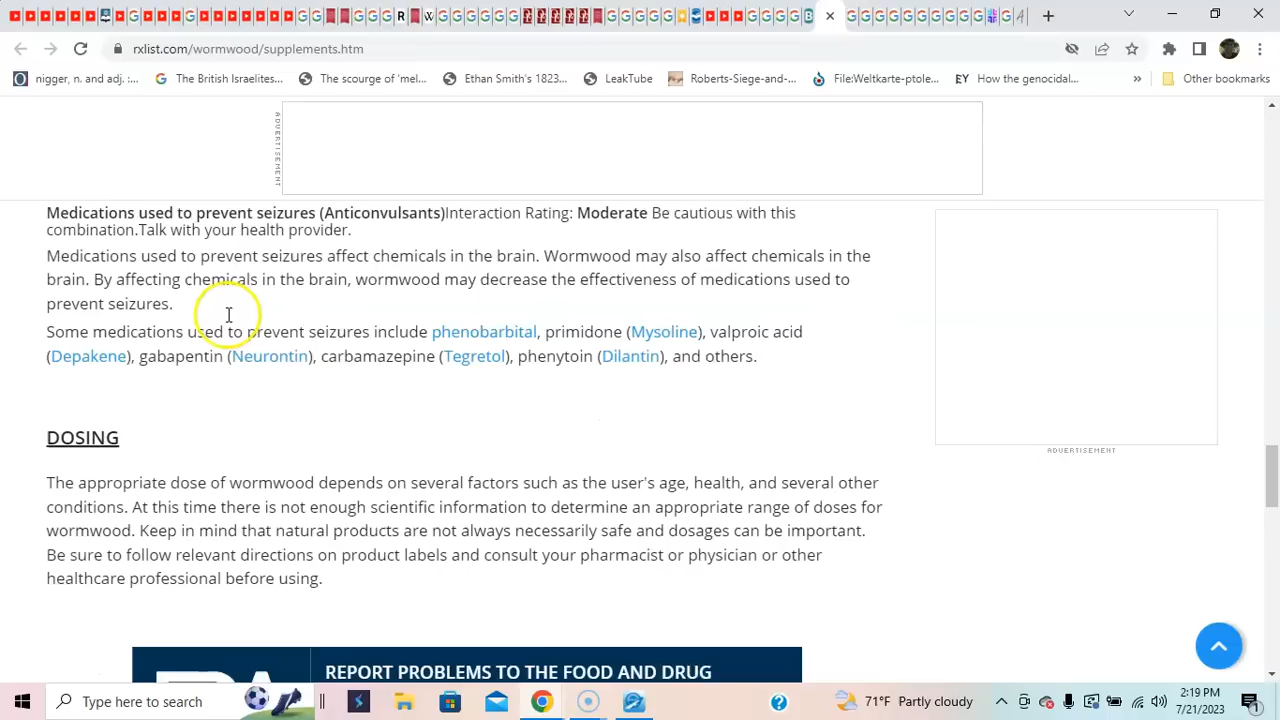 rxlist.com/wormwood/supplements.htm
nigger, n. and adj. :...
The British Israelites...
The scourge of 'mel...
Ethan Smith's 1823...
LeakTube
Roberts-Siege-and-...
File:Weltkarte-ptole...
EY How the genocidal...
» Other bookmarks
ADVERTISEMENT
Medications used to prevent seizures (Anticonvulsants)Interaction Rating: Moderate Be cautious with this
combination.Talk with your health provider.
Medications used to prevent seizures affect chemicals in the brain. Wormwood may also affect chemicals in the
brain. By affecting chemicals in the brain, wormwood may decrease the effectiveness of medications used to
prevent seizures.
Some medications used to prevent seizures include phenobarbital, primidone (Mysoline), valproic acid
(Depakene), gabapentin (Neurontin), carbamazepine (Tegretol), phenytoin (Dilantin), and others.
ADVERTISEMENT
DOSING
The appropriate dose of wormwood depends on several factors such as the user's age, health, and several other
conditions. At this time there is not enough scientific information to determine an appropriate range of doses for
wormwood. Keep in mind that natural products are not always necessarily safe and dosages can be important.
Be sure to follow relevant directions on product labels and consult your pharmacist or physician or other
healthcare professional before using.
REPORT PROBLEMS TO THE FOOD AND DRUG
Type here to search
71°F Partly cloudy
2:19 PM
7/21/2023